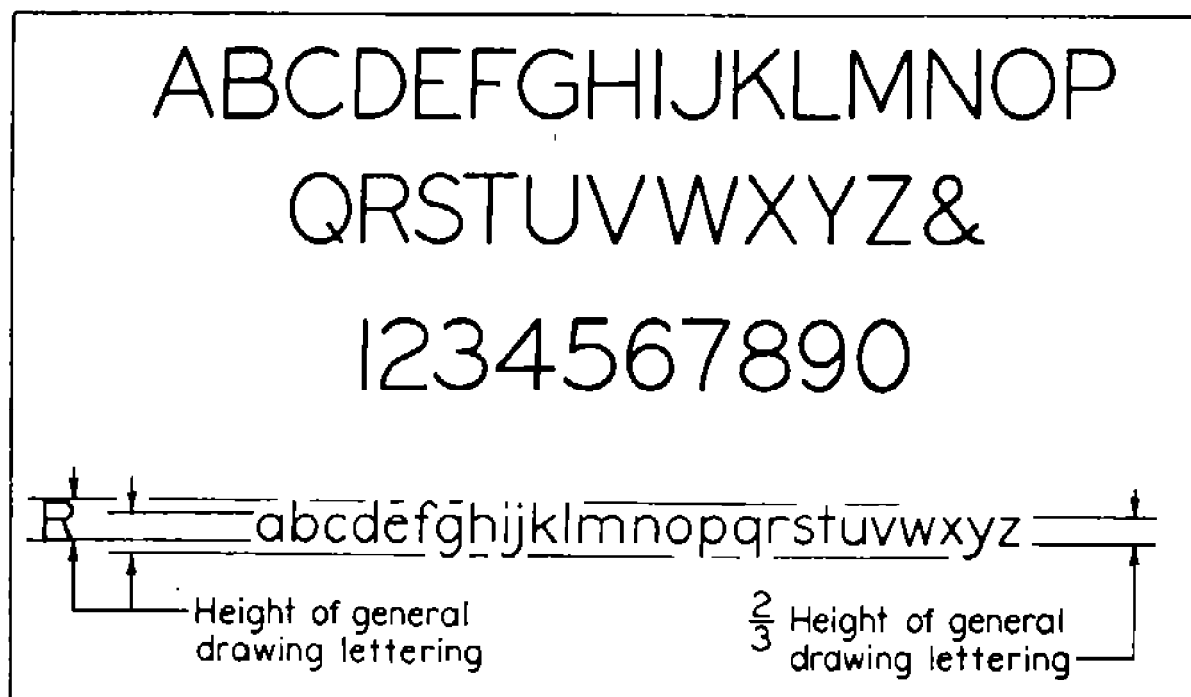 ABCDEFGHIJKLMNOP
QRSTUVWXYZ&
1234567890
R abcdefghijklmnopqrstuvwxyz
Height of general
drawing lettering
2/3 Height of general
drawing lettering